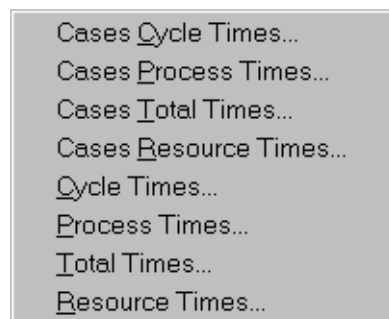 Cases Cycle Times...
Cases Process Times...
Cases Total Times...
Cases Resource Times...
Cycle Times...
Process Times...
Total Times...
Resource Times...